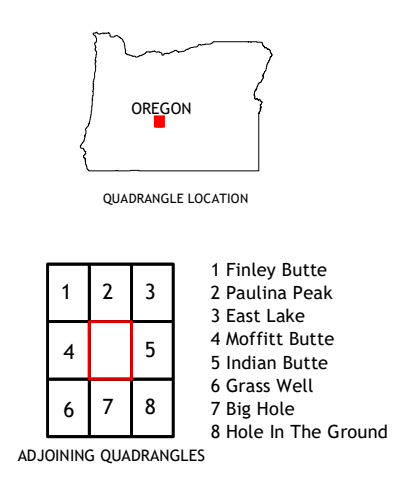 OREGON
QUADRANGLE LOCATION
1 2 3
4 5
6 7 8
1 Finley Butte
2 Paulina Peak
3 East Lake
4 Moffitt Butte
5 Indian Butte
6 Grass Well
7 Big Hole
8 Hole In The Ground
ADJOINING QUADRANGLES